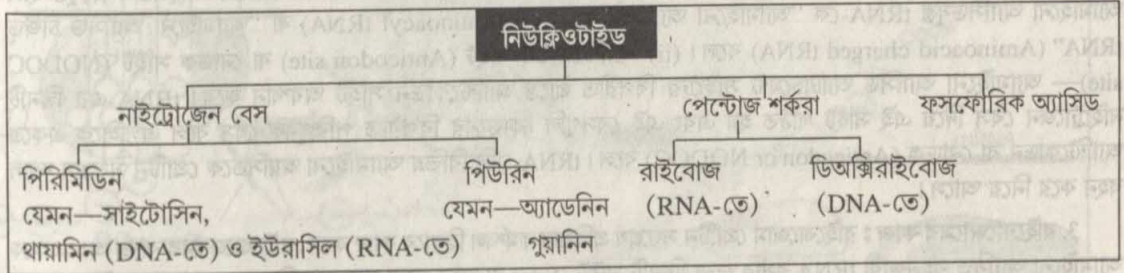 নিউক্লিওটাইড
নাইট্রোজেন বেস
পেন্টোজ শর্করা
ফসফোরিক অ্যাসিড
পিরিমিডিন
যেমন—সাইটোসিন,
থায়ামিন (DNA-তে) ও ইউরাসিল (RNA-তে)
পিউরিন
যেমন—অ্যাডেনিন
গুয়ানিন
রাইবোজ
(RNA-তে)
ডিঅক্সিরাইবোজ
(DNA-তে)